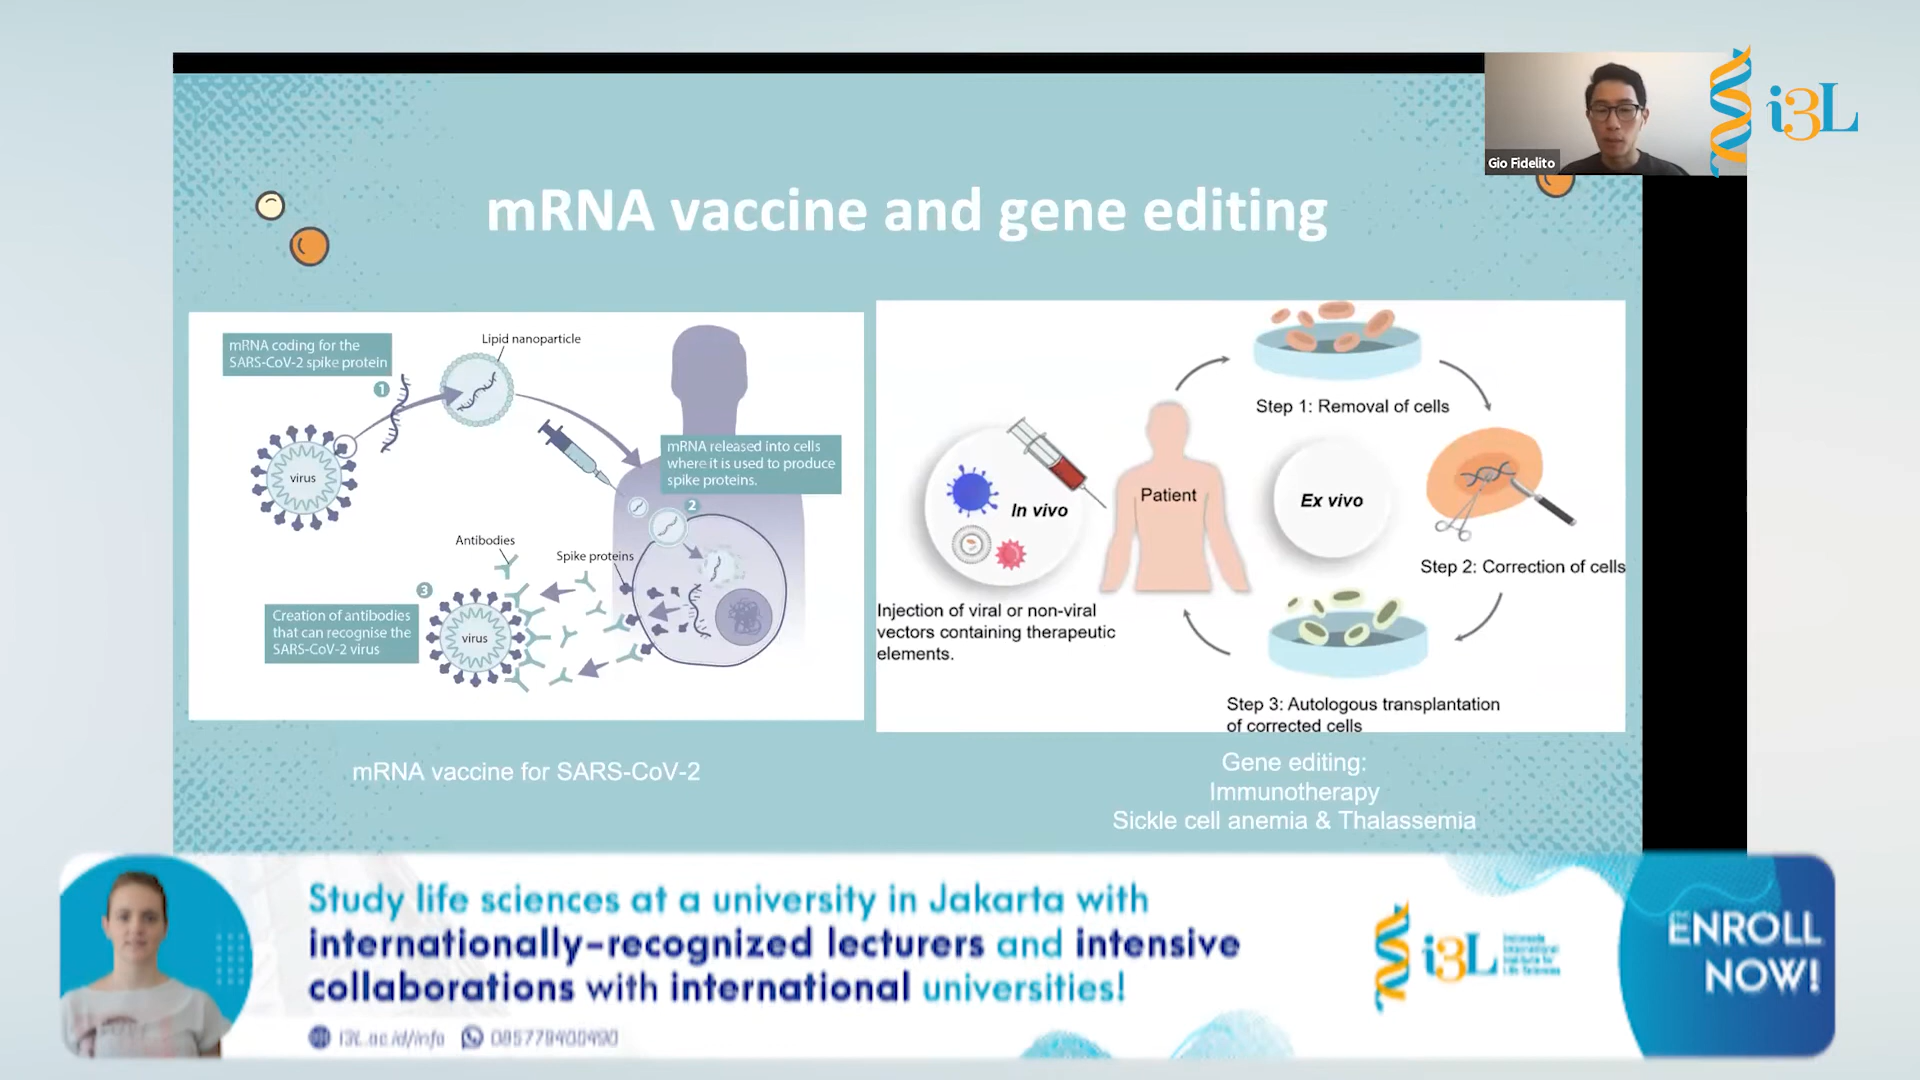 Gio Fidelito
i3L
mRNA vaccine and gene editing
mRNA coding for the
SARS-CoV-2 spike protein
1
Lipid nanoparticle
virus
mRNA released into cells
where it is used to produce
spike proteins.
2
Antibodies
Spike proteins
3
Creation of antibodies
that can recognise the
SARS-CoV-2 virus
virus
mRNA vaccine for SARS-CoV-2
Step 1: Removal of cells
In vivo
Patient
Ex vivo
Step 2: Correction of cells
Injection of viral or non-viral
vectors containing therapeutic
elements.
Step 3: Autologous transplantation
of corrected cells
Gene editing:
Immunotherapy
Sickle cell anemia & Thalassemia
Study life sciences at a university in Jakarta with
internationally-recognized lecturers and intensive
collaborations with international universities!
i3L.ac.id/info
i3L
ENROLL
NOW!